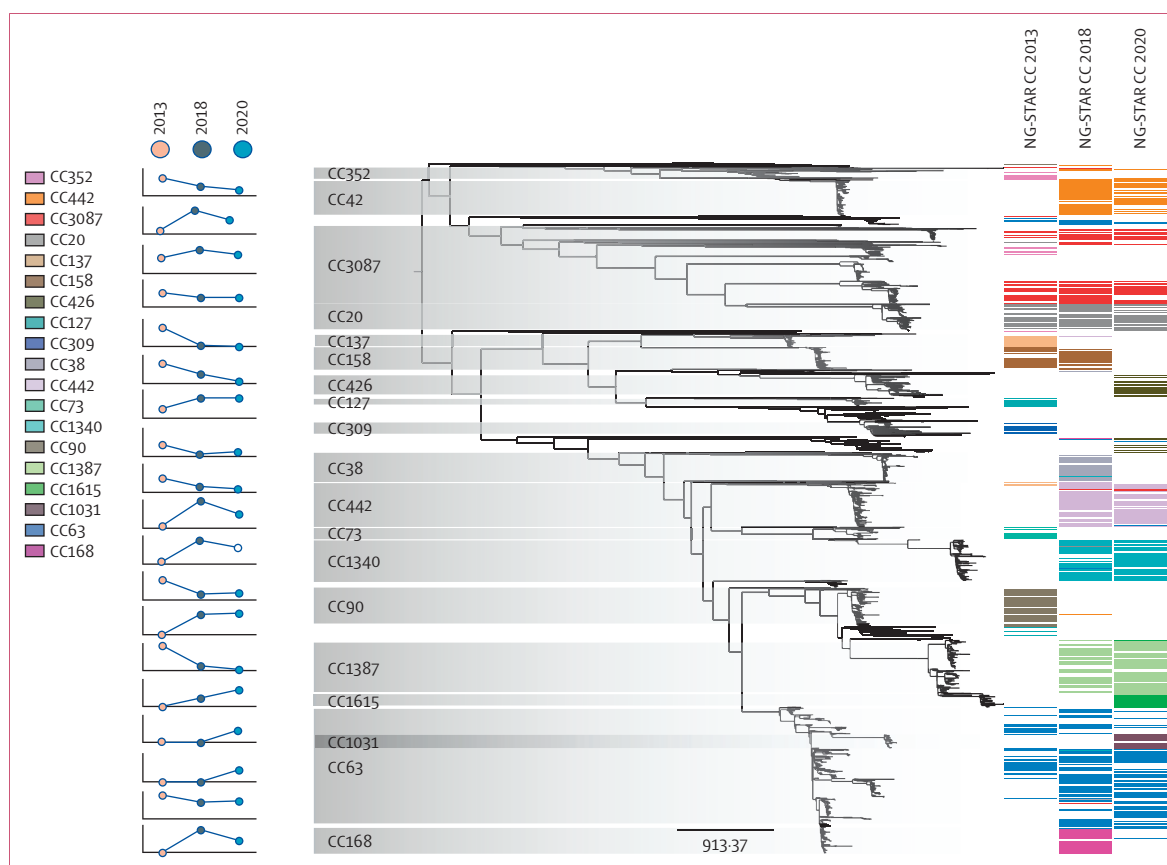 2013
2018
2020
NG-STAR CC 2013
NG-STAR CC 2018
NG-STAR CC 2020
CC352
CC442
CC3087
CC20
CC137
CC158
CC426
CC127
CC309
CC38
CC442
CC73
CC1340
CC90
CC1387
CC1615
CC1031
CC63
CC168
CC352
CC42
CC3087
CC20
CC137
CC158
CC426
CC127
CC309
CC38
CC442
CC73
CC1340
CC90
CC1387
CC1615
CC1031
CC63
CC168
913·37